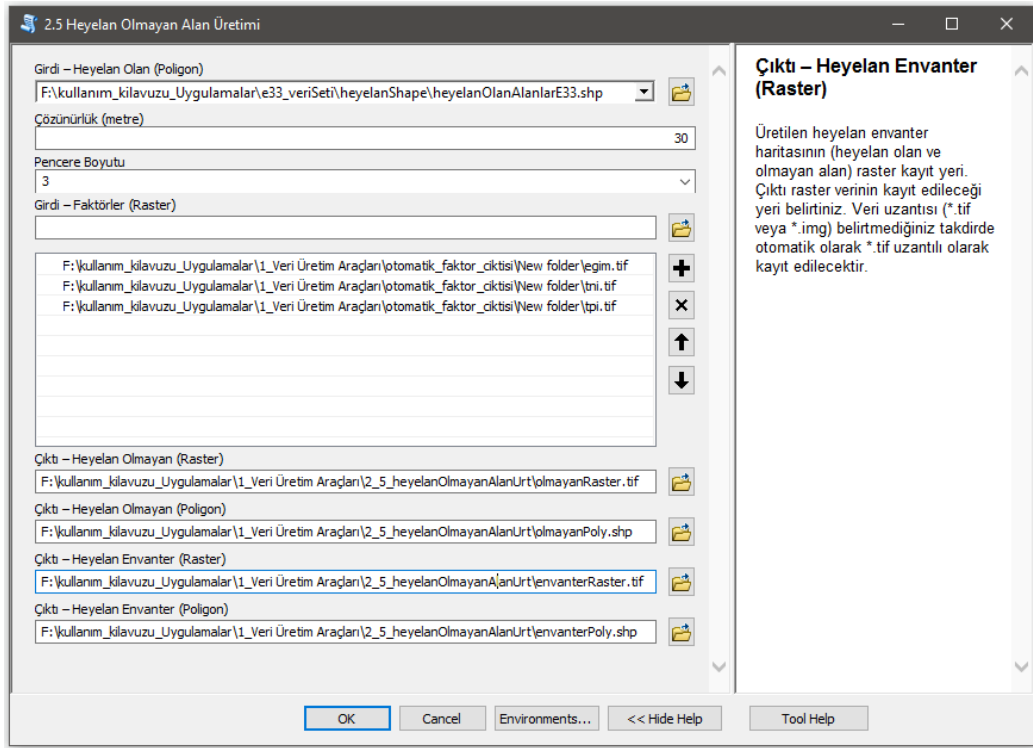 2.5 Heyelan Olmayan Alan Üretimi
Girdi – Heyelan Olan (Poligon)
F:\kullanım_kilavuzu_Uygulamalar\e33_veriSeti\heyelanShape\heyelanOlanAlanlarE33.shp
Çözünürlük (metre)
30
Pencere Boyutu
3
Girdi – Faktörler (Raster)
F:\kullanım_kilavuzu_Uygulamalar\1_Veri Üretim Araçları\otomatik_faktor_ciktisi\New folder\egim.tif
F:\kullanım_kilavuzu_Uygulamalar\1_Veri Üretim Araçları\otomatik_faktor_ciktisi\New folder\tni.tif
F:\kullanım_kilavuzu_Uygulamalar\1_Veri Üretim Araçları\otomatik_faktor_ciktisi\New folder\tpi.tif
Çıktı – Heyelan Olmayan (Raster)
F:\kullanım_kilavuzu_Uygulamalar\1_Veri Üretim Araçları\2_5_heyelanOlmayanAlanUrt\olmayanRaster.tif
Çıktı – Heyelan Olmayan (Poligon)
F:\kullanım_kilavuzu_Uygulamalar\1_Veri Üretim Araçları\2_5_heyelanOlmayanAlanUrt\olmayanPoly.shp
Çıktı – Heyelan Envanter (Raster)
F:\kullanım_kilavuzu_Uygulamalar\1_Veri Üretim Araçları\2_5_heyelanOlmayanAlanUrt\envanterRaster.tif
Çıktı – Heyelan Envanter (Poligon)
F:\kullanım_kilavuzu_Uygulamalar\1_Veri Üretim Araçları\2_5_heyelanOlmayanAlanUrt\envanterPoly.shp
Çıktı – Heyelan Envanter
(Raster)
Üretilen heyelan envanter
haritasının (heyelan olan ve
olmayan alan) raster kayıt yeri.
Çıktı raster verinin kayıt edileceği
yeri belirtiniz. Veri uzantısı (*.tif
veya *.img) belirtmediğiniz takdirde
otomatik olarak *.tif uzantılı olarak
kayıt edilecektir.
OK
Cancel
Environments...
<< Hide Help
Tool Help